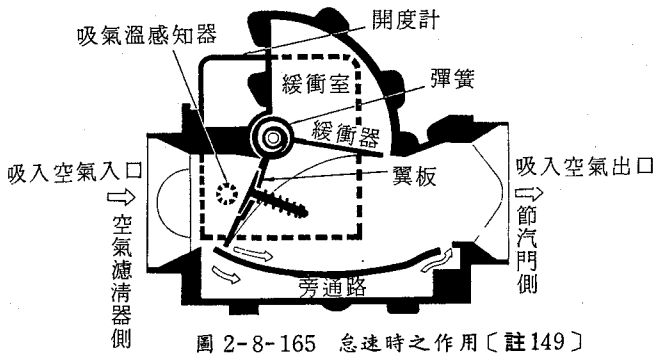 吸氣溫感知器
開度計
緩衝室
彈簧
緩衝器
吸入空氣入口
翼板
吸入空氣出口
空氣濾清器側
節汽門側
旁通路
圖 2-8-165 怠速時之作用〔註149〕